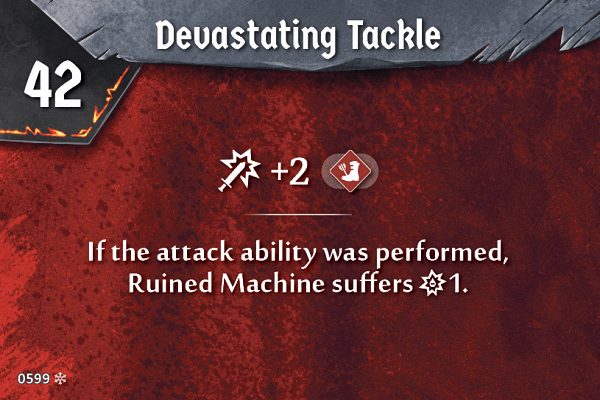 Devastating Tackle
42
+2
If the attack ability was performed,
Ruined Machine suffers 1.
0599